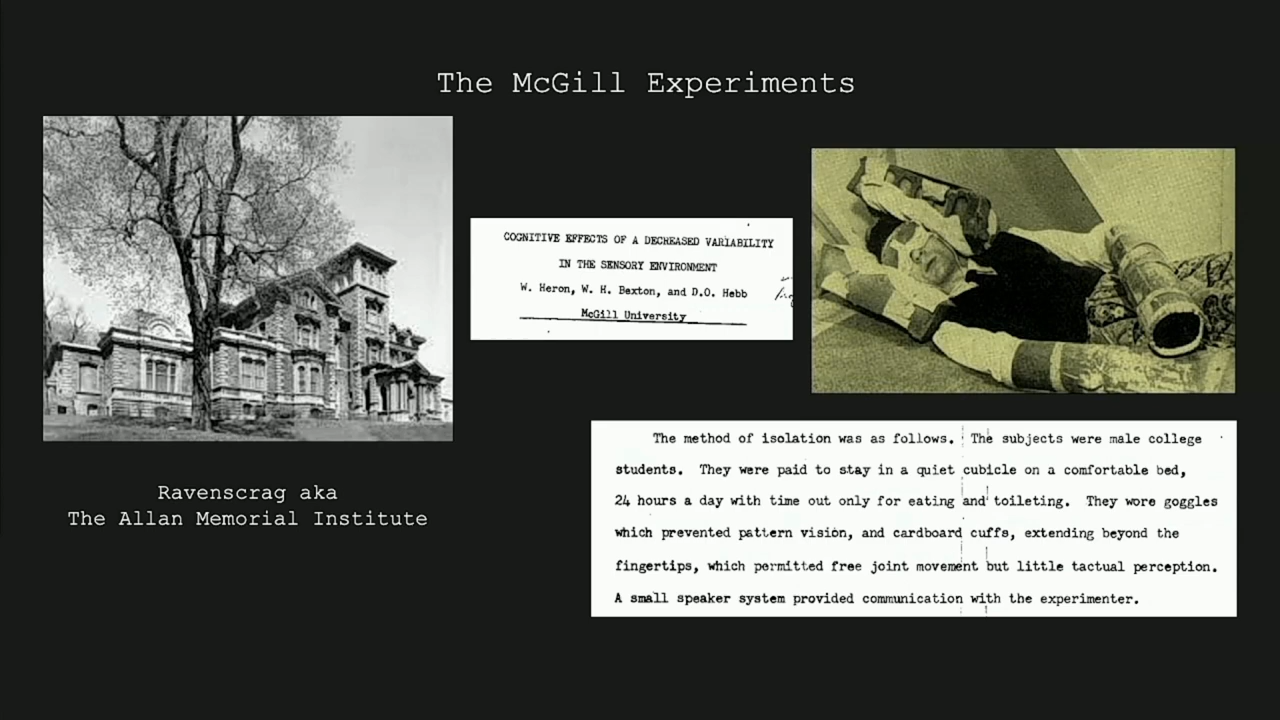 The McGill Experiments
COGNITIVE EFFECTS OF A DECREASED VARIABILITY
IN THE SENSORY ENVIRONMENT
W. Heron, W. H. Bexton, and D.O. Hebb
McGill University
Ravenscrag aka
The Allan Memorial Institute
The method of isolation was as follows. The subjects were male college
students. They were paid to stay in a quiet cubicle on a comfortable bed,
24 hours a day with time out only for eating and toileting. They wore goggles
which prevented pattern vision, and cardboard cuffs, extending beyond the
fingertips, which permitted free joint movement but little tactual perception.
A small speaker system provided communication with the experimenter.